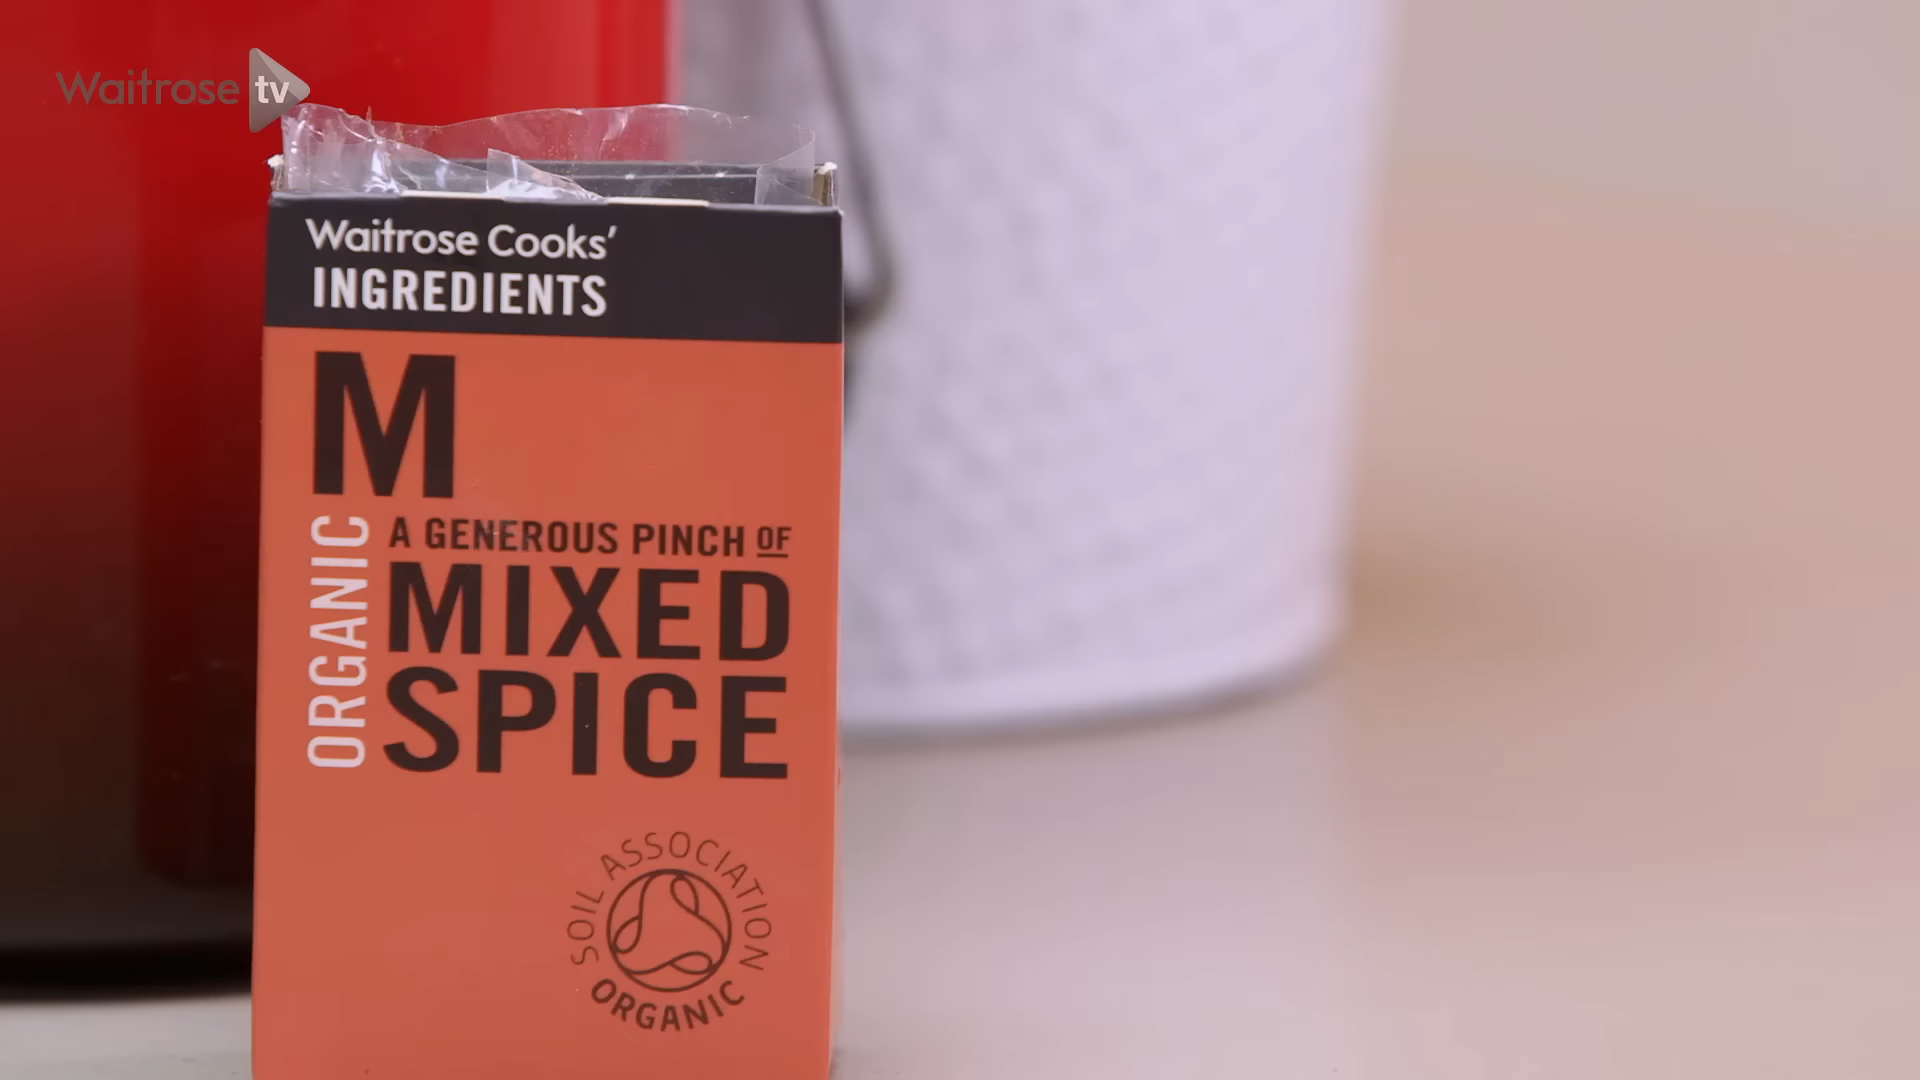 Waitrose tv
Waitrose Cooks'
INGREDIENTS
M
ORGANIC
A GENEROUS PINCH OF
MIXED
SPICE
SOIL ASSOCIATION
ORGANIC